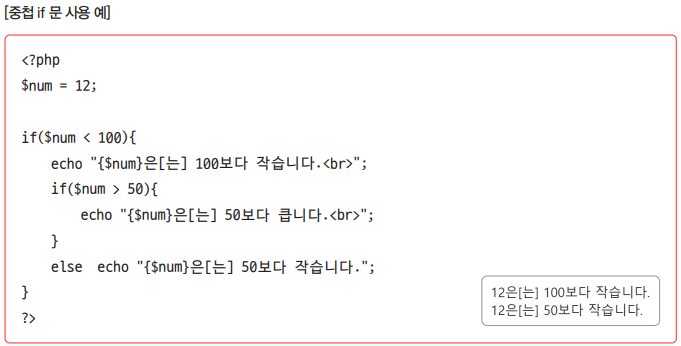 [중첩 if 문 사용 예]
<?php
$num = 12;
if($num < 100){
echo "{$num}은[는] 100보다 작습니다.<br>";
if($num > 50){
echo "{$num}은[는] 50보다 큽니다.<br>";
}
else  echo "{$num}은[는] 50보다 작습니다.";
}
?>
12은[는] 100보다 작습니다.
12은[는] 50보다 작습니다.